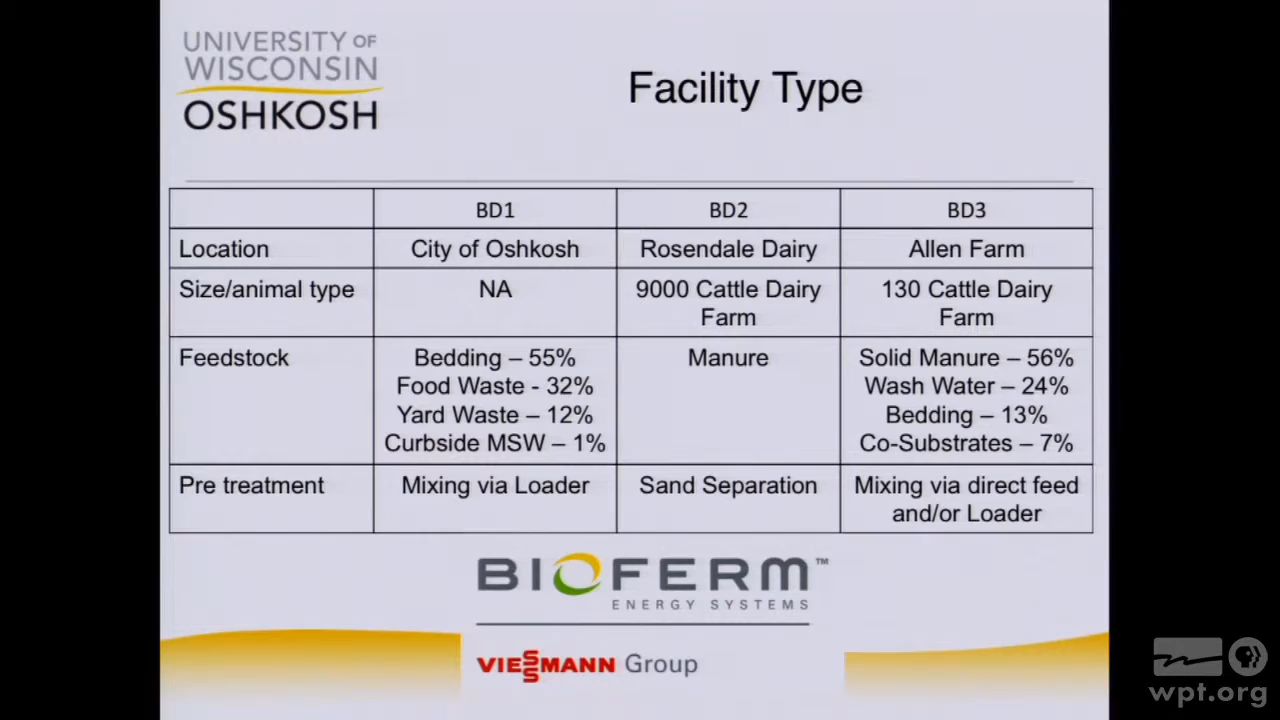 UNIVERSITY OF
WISCONSIN
OSHKOSH
Facility Type
BD1 BD2 BD3
Location City of Oshkosh Rosendale Dairy Allen Farm
Size/animal type NA 9000 Cattle Dairy 130 Cattle Dairy
Farm Farm
Feedstock Bedding – 55% Manure Solid Manure – 56%
Food Waste - 32% Wash Water – 24%
Yard Waste – 12% Bedding – 13%
Curbside MSW – 1% Co-Substrates – 7%
Pre treatment Mixing via Loader Sand Separation Mixing via direct feed
and/or Loader
BIOFERM™
ENERGY SYSTEMS
VIESSMANN Group
wpt.org